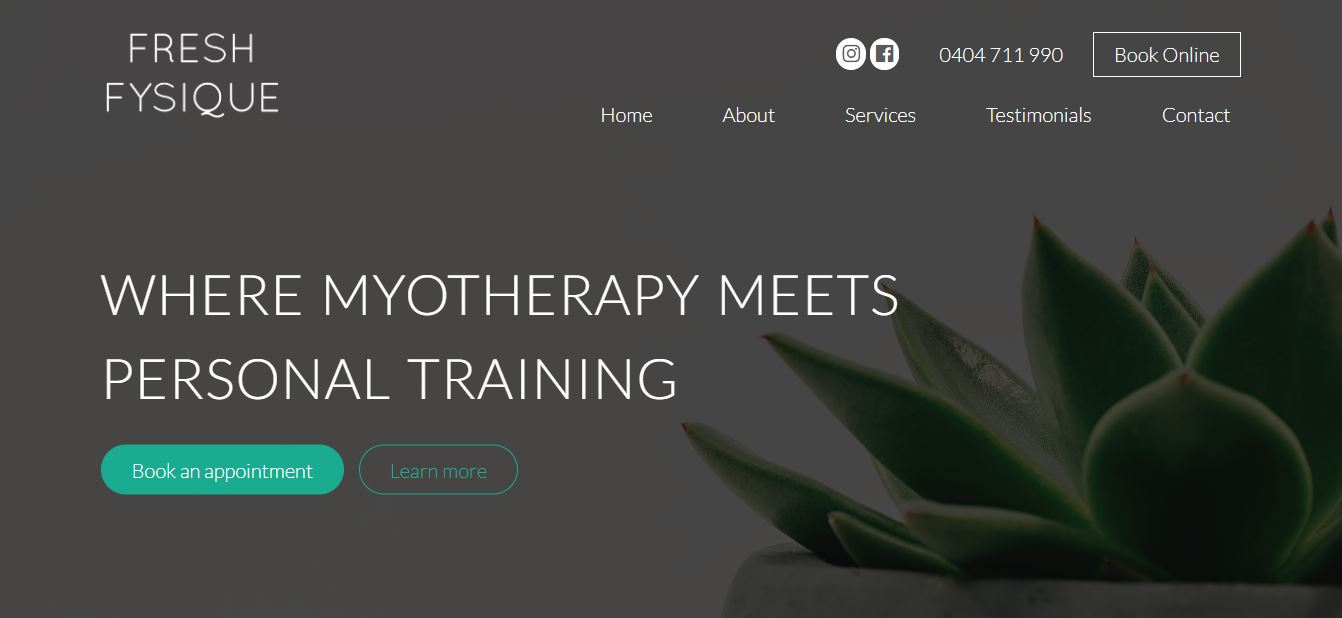 FRESH
FYSIQUE
0404 711 990
Book Online
Home About Services Testimonials Contact
WHERE MYOTHERAPY MEETS
PERSONAL TRAINING
Book an appointment
Learn more